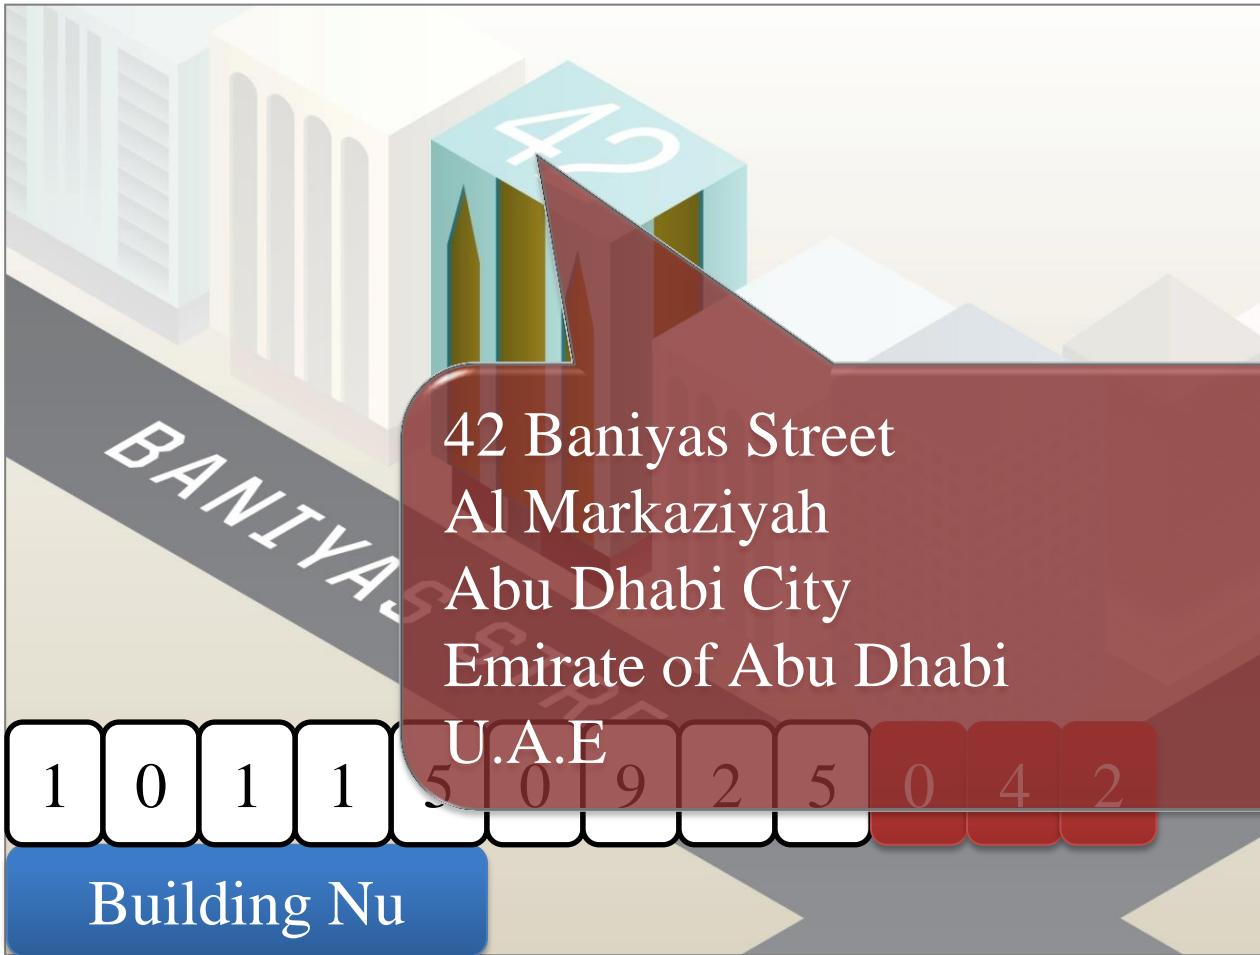 42
BANIYAS STRE
42 Baniyas Street
Al Markaziyah
Abu Dhabi City
Emirate of Abu Dhabi
U.A.E
1 0 1 1 5 0 9 2 5 0 4 2
Building Nu